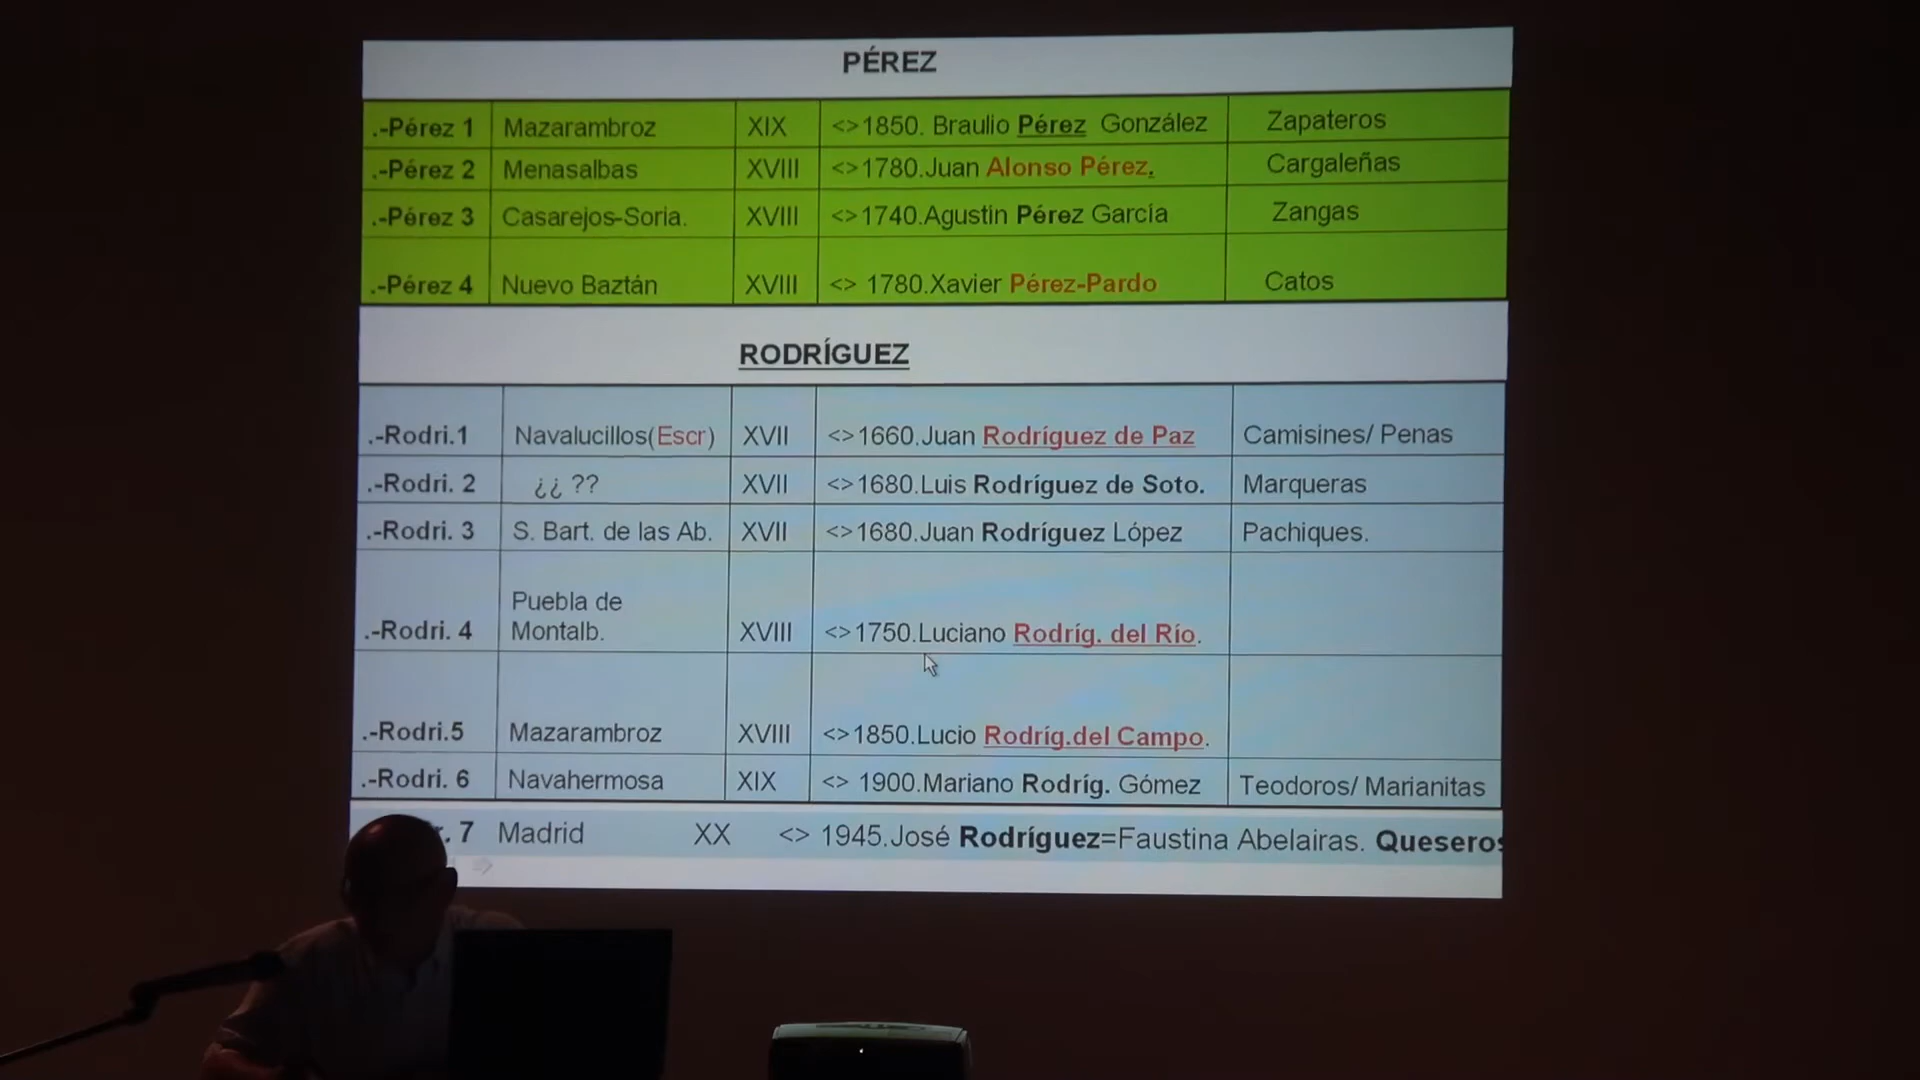 PÉREZ
.-Pérez 1 Mazarambroz XIX <>1850. Braulio Pérez González Zapateros
.-Pérez 2 Menasalbas XVIII <>1780.Juan Alonso Pérez. Cargaleñas
.-Pérez 3 Casarejos-Soria. XVIII <>1740.Agustín Pérez García Zangas
.-Pérez 4 Nuevo Baztán XVIII <> 1780.Xavier Pérez-Pardo Catos
RODRÍGUEZ
.-Rodri.1 Navalucillos(Escr) XVII <>1660.Juan Rodríguez de Paz Camisines/ Penas
.-Rodri. 2 ¿¿ ?? XVII <>1680.Luis Rodríguez de Soto. Marqueras
.-Rodri. 3 S. Bart. de las Ab. XVII <>1680.Juan Rodríguez López Pachiques.
Puebla de
.-Rodri. 4 Montalb. XVIII <>1750.Luciano Rodríg. del Río.
.-Rodri.5 Mazarambroz XVIII <>1850.Lucio Rodríg.del Campo.
.-Rodri. 6 Navahermosa XIX <> 1900.Mariano Rodríg. Gómez Teodoros/ Marianitas
. 7 Madrid XX <> 1945.José Rodríguez=Faustina Abelairas. Queseros